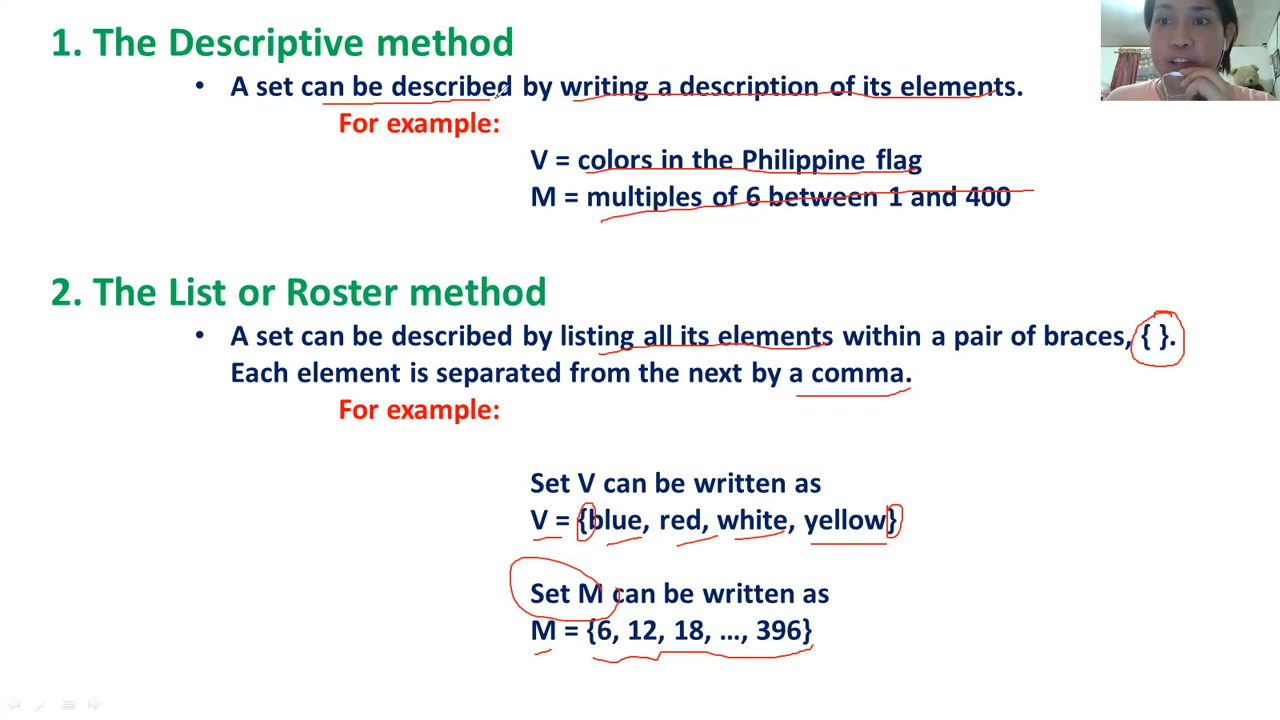 1. The Descriptive method
• A set can be described by writing a description of its elements.
For example:
V = colors in the Philippine flag
M = multiples of 6 between 1 and 400
2. The List or Roster method
• A set can be described by listing all its elements within a pair of braces, { }.
Each element is separated from the next by a comma.
For example:
Set V can be written as
V = {blue, red, white, yellow}
Set M can be written as
M = {6, 12, 18, ..., 396}